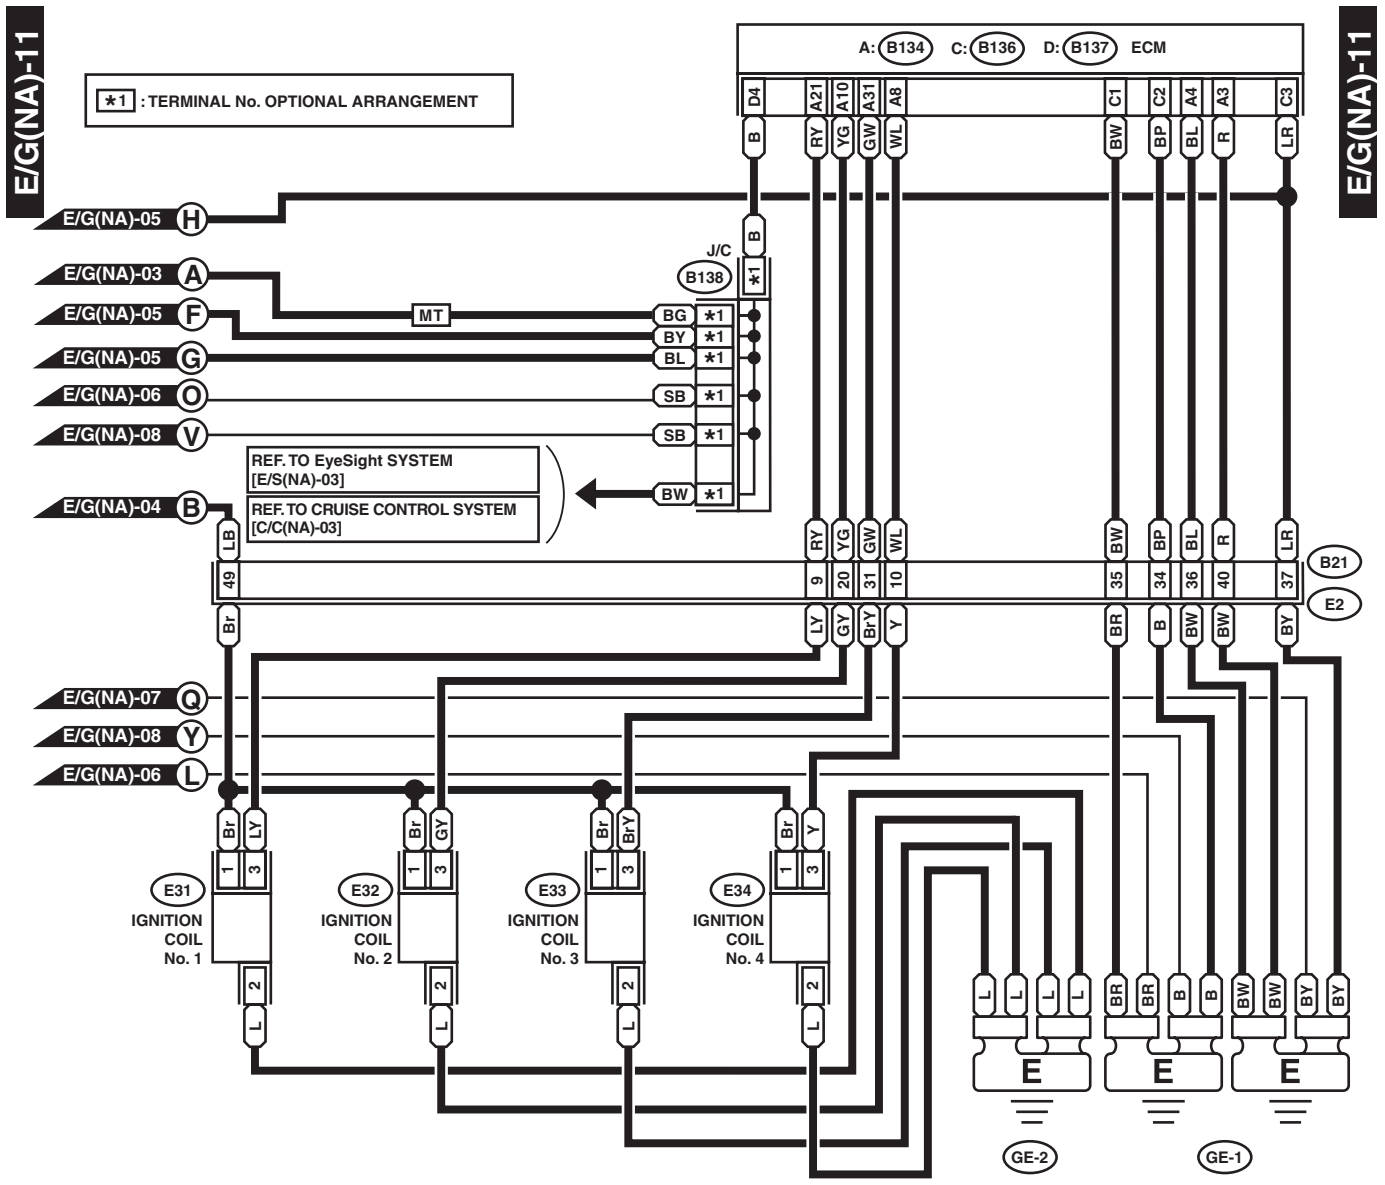 E/G(NA)-11
E/G(NA)-11
*1 : TERMINAL No. OPTIONAL ARRANGEMENT
A: B134 C: B136 D: B137 ECM
D4 A21 A10 A31 A8 C1 C2 A4 A3 C3
B RY YG GW WL BW BP BL R LR
E/G(NA)-05 H
B
J/C
B138
*1
E/G(NA)-03 A
MT
BG *1
E/G(NA)-05 F
BY *1
E/G(NA)-05 G
BL *1
E/G(NA)-06 O
SB *1
E/G(NA)-08 V
SB *1
REF. TO EyeSight SYSTEM
[E/S(NA)-03]
BW *1
REF. TO CRUISE CONTROL SYSTEM
[C/C(NA)-03]
E/G(NA)-04 B
LB RY YG GW WL BW BP BL R LR
B21
49 9 20 31 10 35 34 36 40 37
E2
Br LY GY BrY Y BR B BW BW BY
E/G(NA)-07 Q
E/G(NA)-08 Y
E/G(NA)-06 L
Br LY Br GY Br BrY Br Y
1 3 1 3 1 3 1 3
E31 E32 E33 E34
IGNITION IGNITION IGNITION IGNITION
COIL COIL COIL COIL
No. 1 No. 2 No. 3 No. 4
2 2 2 2
L L L L
L L L L BR BR B B BW BW BY BY
E E E
GE-2 GE-1